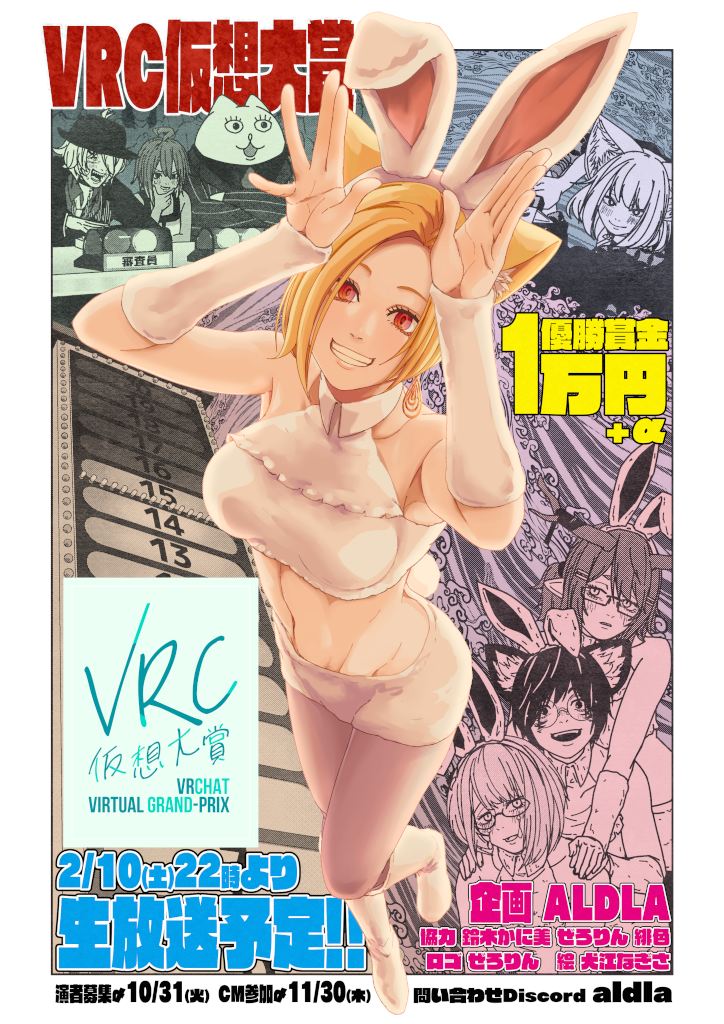 VRC仮想大賞
審査員
優勝賞金
1万円
+α
16
15
14
13
VRC
仮想大賞
VRCHAT
VIRTUAL GRAND-PRIX
2/10(土)22時より
生放送予定!!
企画 ALDLA
協力 鈴木かに美 せろりん 緋色
ロゴ せろりん 絵 大江なぎさ
演者募集〆10/31(火) CM参加〆11/30(木) 問い合わせDiscord aldla